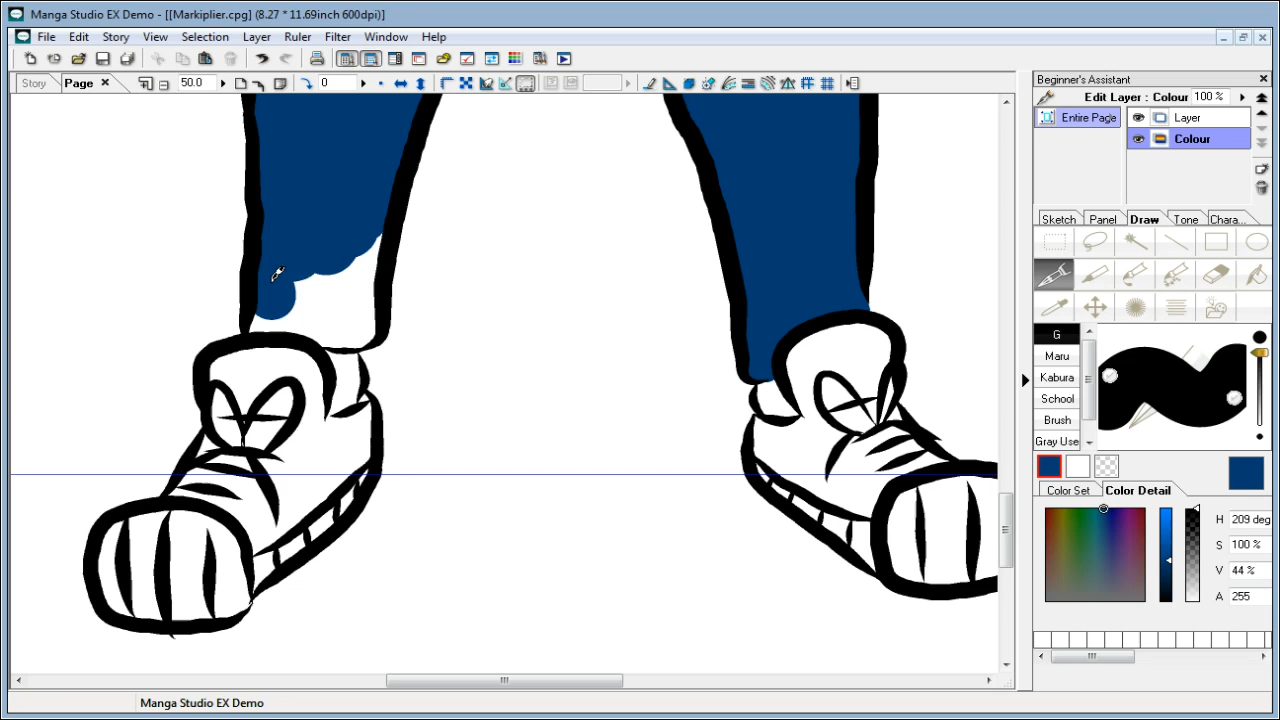 Manga Studio EX Demo - [[Markiplier.cpg] (8.27 * 11.69inch 600dpi)]
File Edit Story View Selection Layer Ruler Filter Window Help
Story Page 50.0 0
Beginner's Assistant
Edit Layer : Colour 100 %
Entire Page Layer
Colour
Sketch Panel Draw Tone Chara...
G
Maru
Kabura
School
Brush
Gray Use
Color Set Color Detail
H 209 deg
S 100 %
V 44 %
A 255
Manga Studio EX Demo